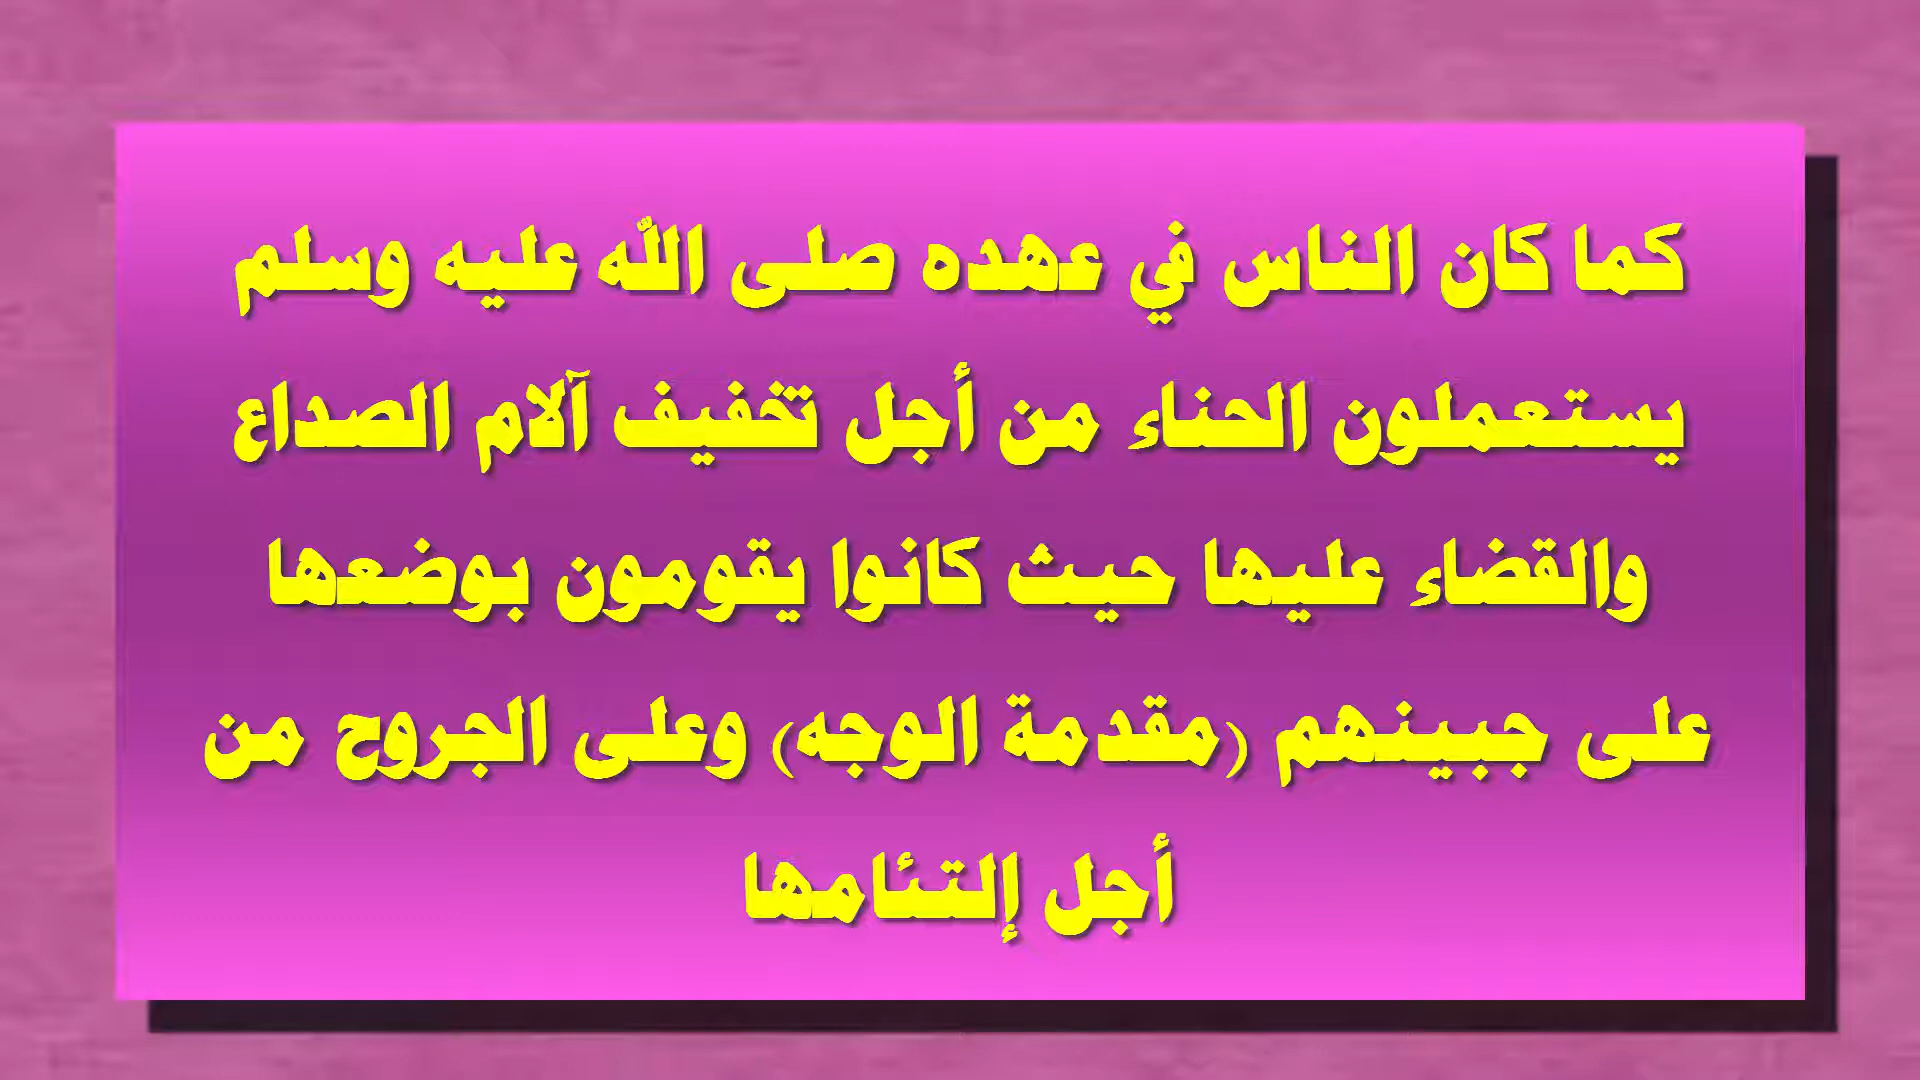 كما كان الناس في عهده صلى الله عليه وسلم
يستعملون الحناء من أجل تخفيف آلام الصداع
والقضاء عليها حيث كانوا يقومون بوضعها
على جبينهم (مقدمة الوجه) وعلى الجروح من
أجل إلتئامها